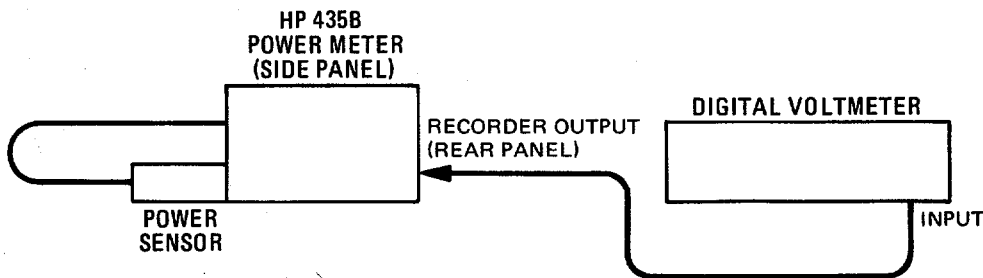 HP 435B
POWER METER
(SIDE PANEL)
RECORDER OUTPUT
(REAR PANEL)
DIGITAL VOLTMETER
POWER
SENSOR
INPUT